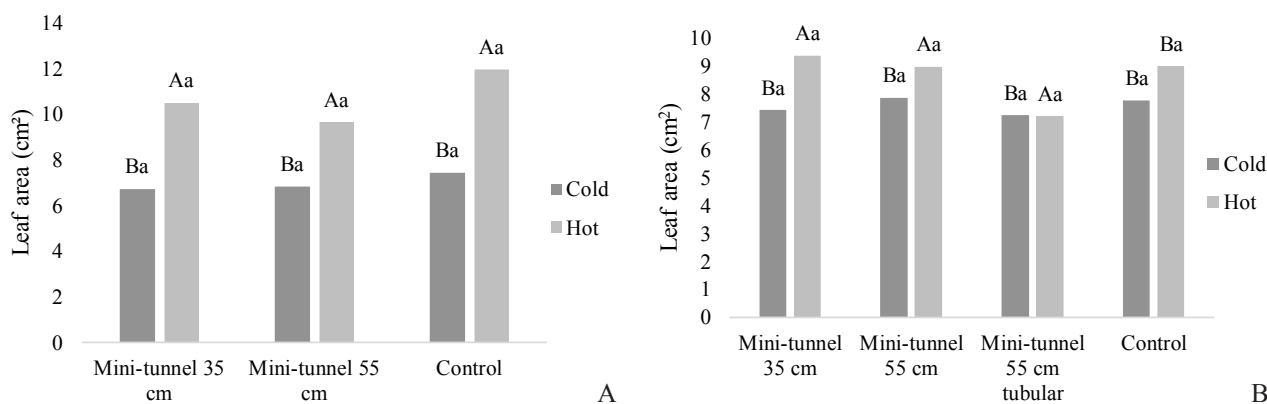 14
12
10
8
6
4
2
0
Leaf area (cm²)
Ba
Aa
Ba
Aa
Ba
Aa
Mini-tunnel 35
cm
Mini-tunnel 55
cm
Control
Cold
Hot
A
10
9
8
7
6
5
4
3
2
1
0
Leaf area (cm²)
Ba
Aa
Ba
Aa
Ba
Aa
Ba
Ba
Mini-tunnel
35 cm
Mini-tunnel
55 cm
Mini-tunnel
55 cm
tubular
Control
Cold
Hot
B